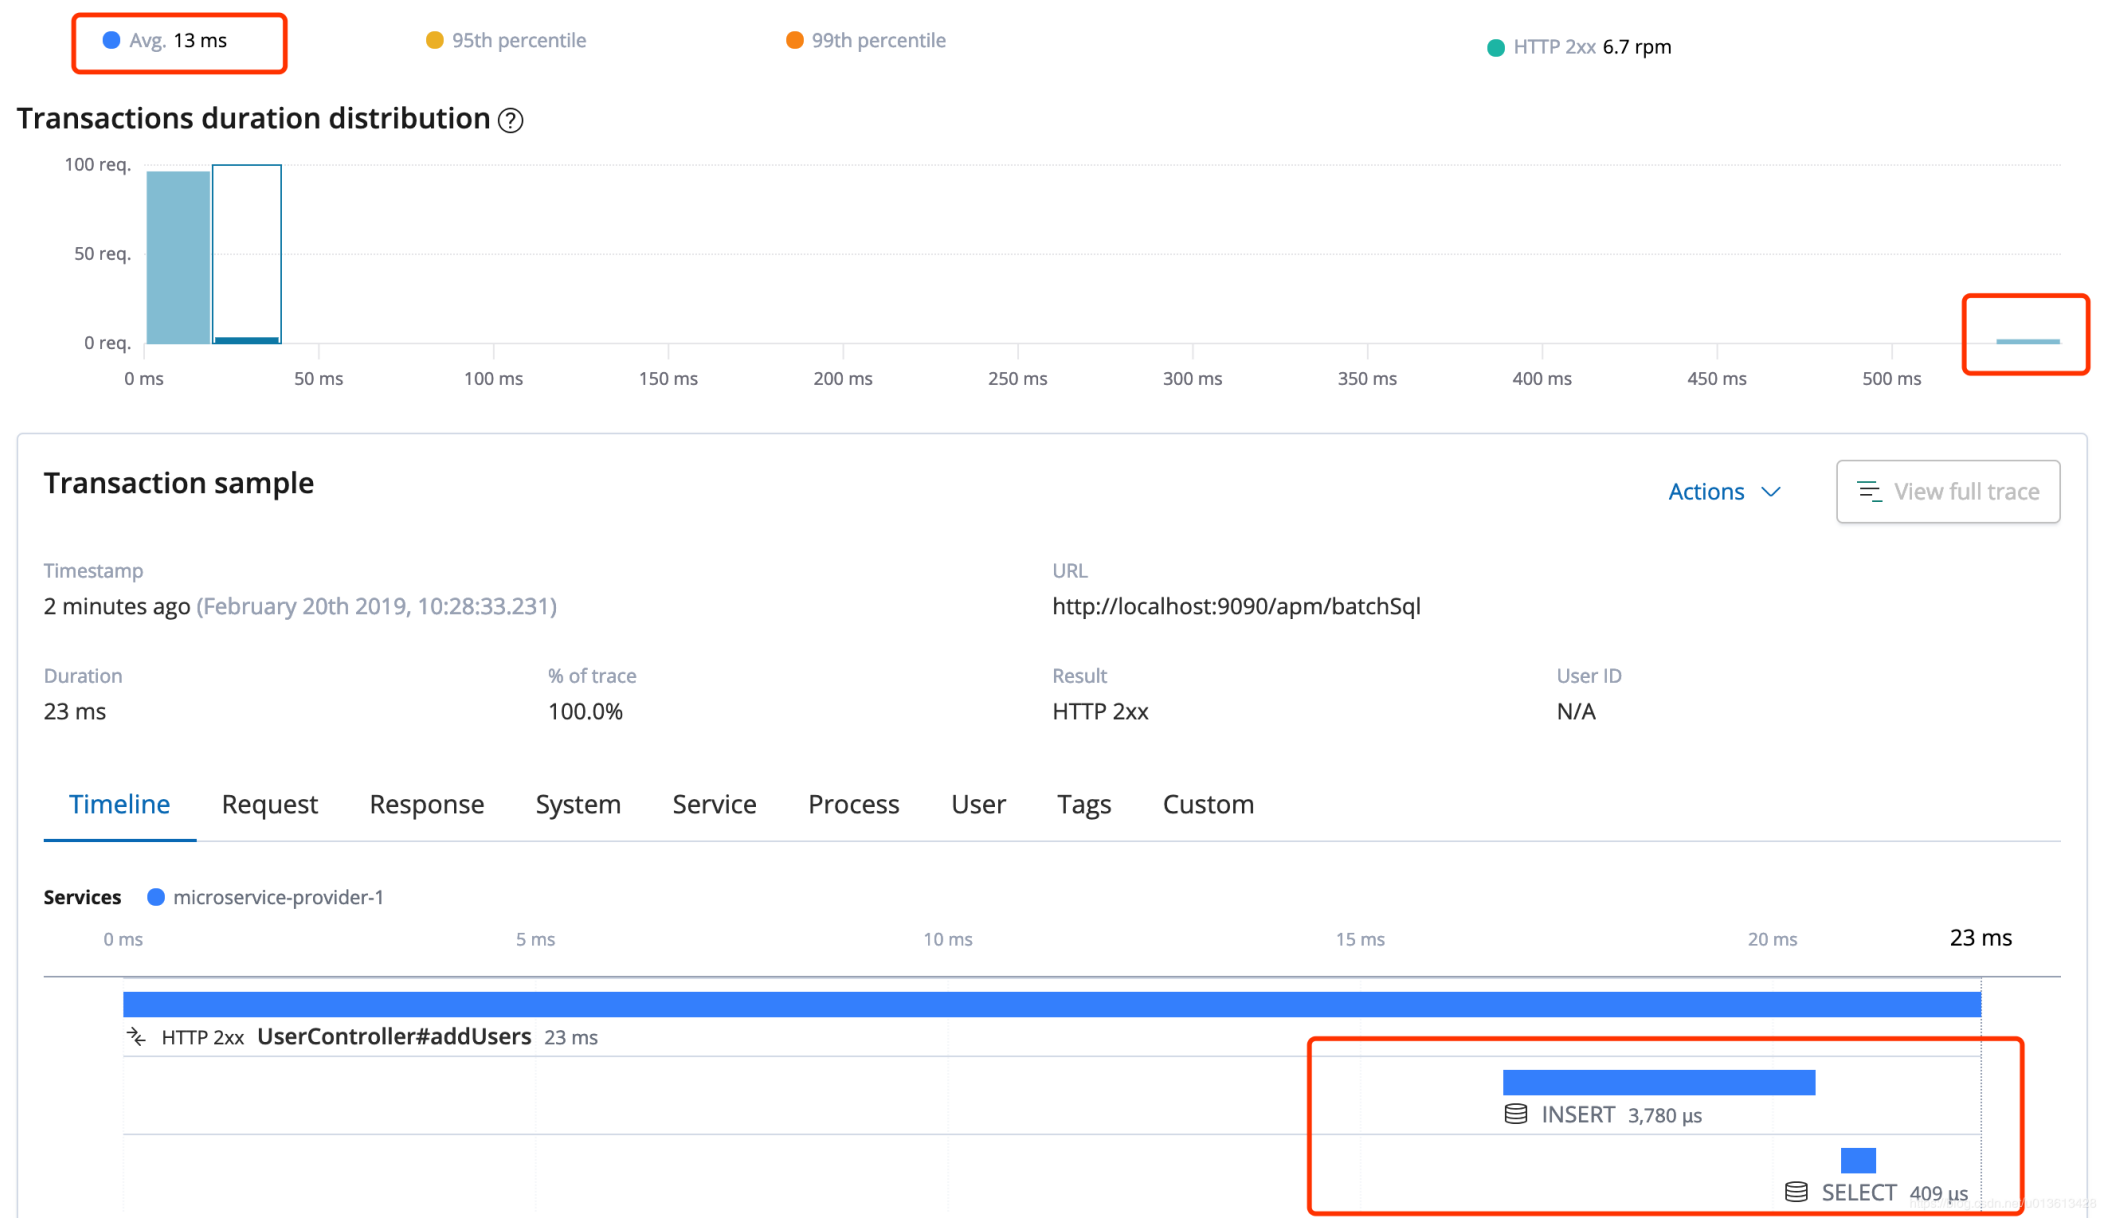 Avg. 13 ms 95th percentile 99th percentile HTTP 2xx 6.7 rpm
Transactions duration distribution ?
100 req.
50 req.
0 req.
0 ms 50 ms 100 ms 150 ms 200 ms 250 ms 300 ms 350 ms 400 ms 450 ms 500 ms
Transaction sample Actions View full trace
Timestamp URL
2 minutes ago (February 20th 2019, 10:28:33.231) http://localhost:9090/apm/batchSql
Duration % of trace Result User ID
23 ms 100.0% HTTP 2xx N/A
Timeline Request Response System Service Process User Tags Custom
Services microservice-provider-1
0 ms 5 ms 10 ms 15 ms 20 ms 23 ms
HTTP 2xx UserController#addUsers 23 ms
INSERT 3,780 μs
SELECT 409 μs